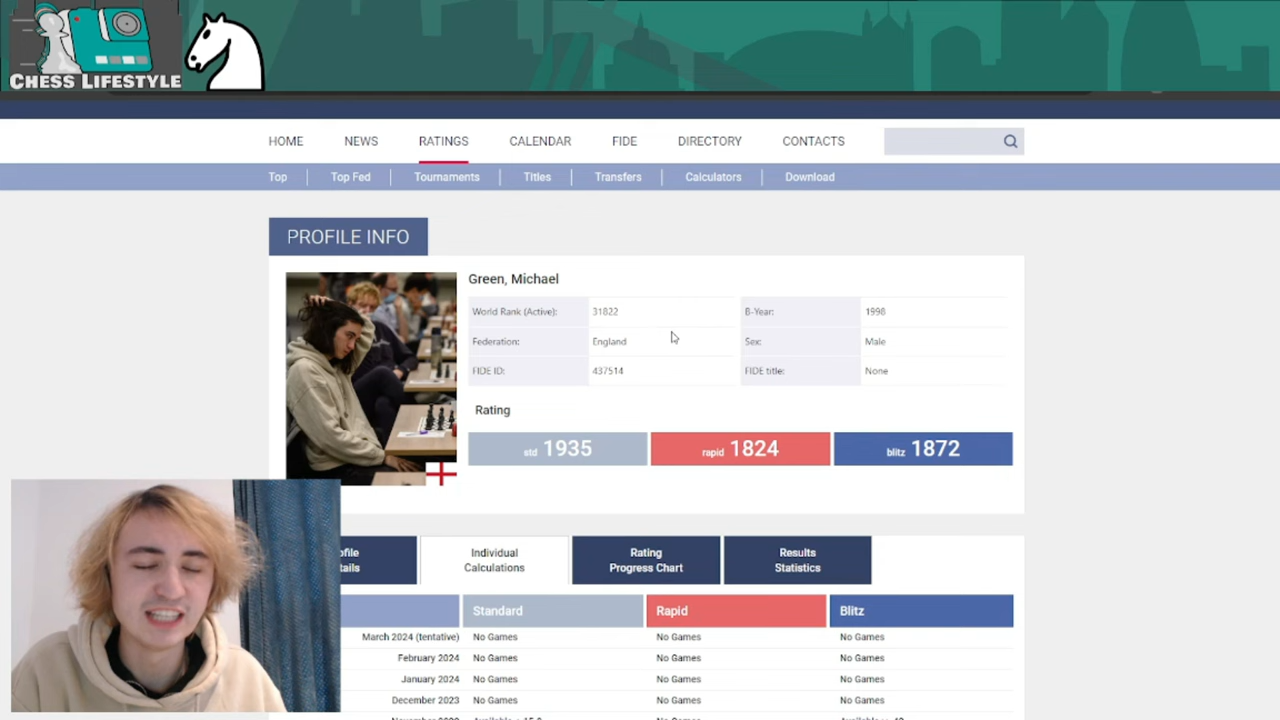 CHESS LIFESTYLE
HOME NEWS RATINGS CALENDAR FIDE DIRECTORY CONTACTS
Top Top Fed Tournaments Titles Transfers Calculators Download
PROFILE INFO
Green, Michael
World Rank (Active): 31822 B-Year: 1998
Federation: England Sex: Male
FIDE ID: 437514 FIDE title: None
Rating
std 1935 rapid 1824 blitz 1872
Individual Rating Results
Calculations Progress Chart Statistics
Standard Rapid Blitz
March 2024 (tentative) No Games No Games No Games
February 2024 No Games No Games No Games
January 2024 No Games No Games No Games
December 2023 No Games No Games No Games